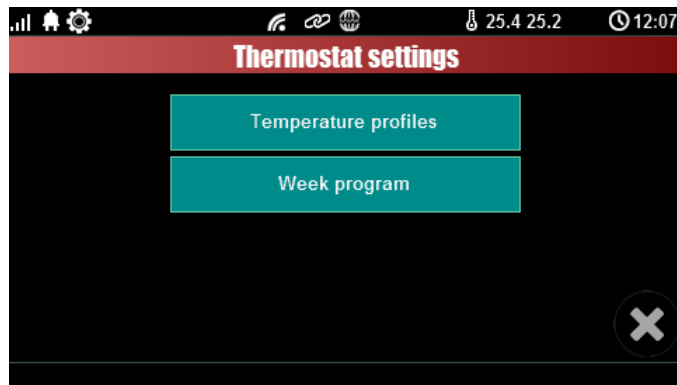 25.4 25.2 12:07
Thermostat settings
Temperature profiles
Week program